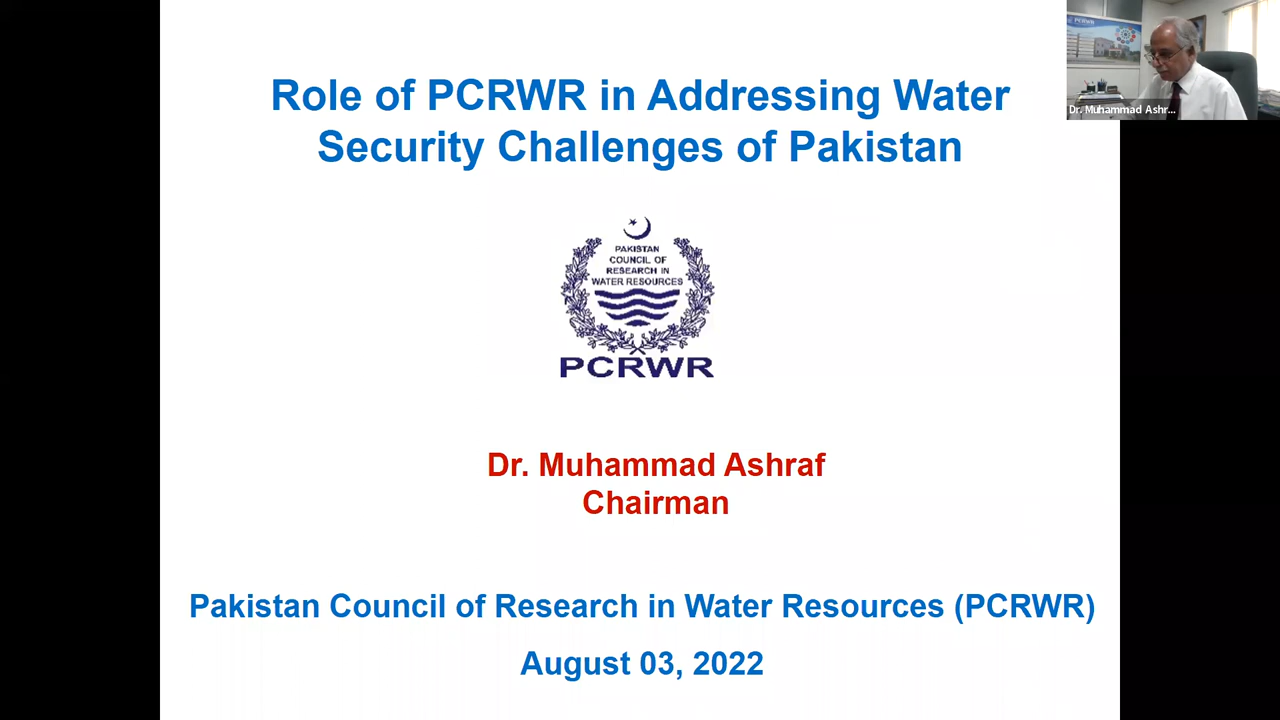 Role of PCRWR in Addressing Water
Security Challenges of Pakistan
PAKISTAN
COUNCIL OF
RESEARCH IN
WATER RESOURCES
PCRWR
Dr. Muhammad Ashraf
Chairman
Pakistan Council of Research in Water Resources (PCRWR)
August 03, 2022
PCRWR
Dr. Muhammad Ashr...